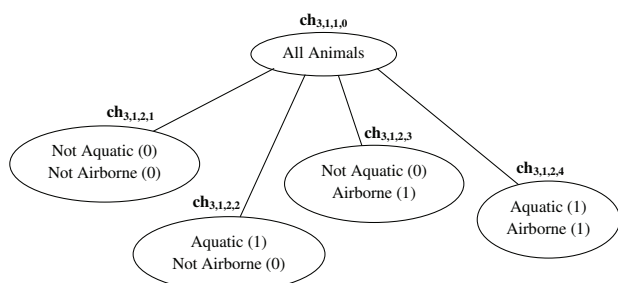 ch3,1,1,0
All Animals
ch3,1,2,1
Not Aquatic (0)
Not Airborne (0)
ch3,1,2,2
Aquatic (1)
Not Airborne (0)
ch3,1,2,3
Not Aquatic (0)
Airborne (1)
ch3,1,2,4
Aquatic (1)
Airborne (1)